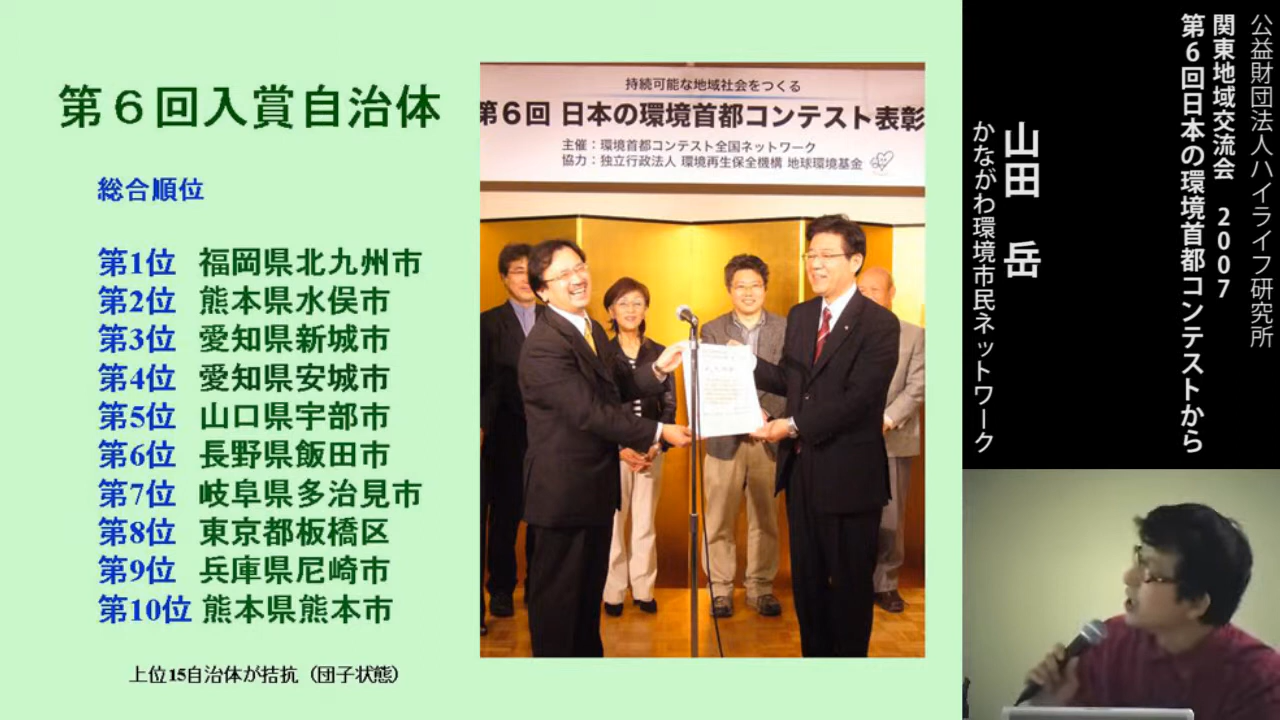 第６回入賞自治体
総合順位
第1位 福岡県北九州市
第2位 熊本県水俣市
第3位 愛知県新城市
第4位 愛知県安城市
第5位 山口県宇部市
第6位 長野県飯田市
第7位 岐阜県多治見市
第8位 東京都板橋区
第9位 兵庫県尼崎市
第10位 熊本県熊本市
上位15自治体が拮抗（団子状態）
持続可能な地域社会をつくる
第6回 日本の環境首都コンテスト表彰
主催：環境首都コンテスト全国ネットワーク
協力：独立行政法人 環境再生保全機構 地球環境基金
公益財団法人ハイライフ研究所
関東地域交流会 2007
第6回日本の環境首都コンテストから
山田 岳
かながわ環境市民ネットワーク